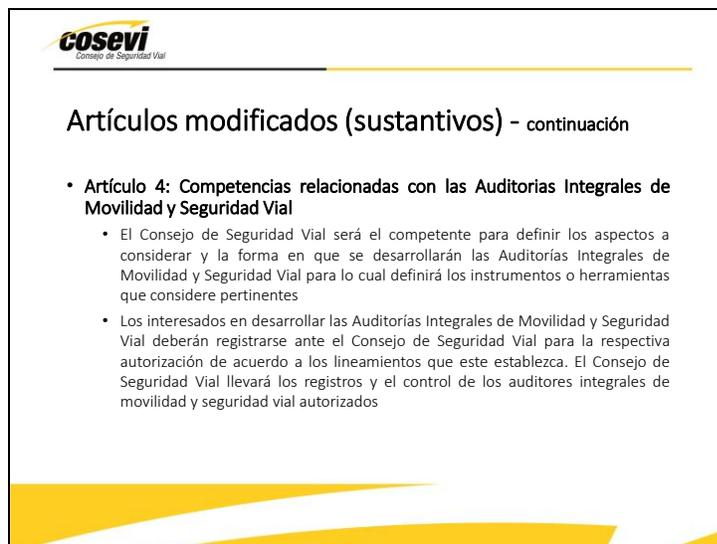 cosevi
Consejo de Seguridad Vial
Artículos modificados (sustantivos) - continuación
• Artículo 4: Competencias relacionadas con las Auditorias Integrales de
Movilidad y Seguridad Vial
• El Consejo de Seguridad Vial será el competente para definir los aspectos a
considerar y la forma en que se desarrollarán las Auditorías Integrales de
Movilidad y Seguridad Vial para lo cual definirá los instrumentos o herramientas
que considere pertinentes
• Los interesados en desarrollar las Auditorías Integrales de Movilidad y Seguridad
Vial deberán registrarse ante el Consejo de Seguridad Vial para la respectiva
autorización de acuerdo a los lineamientos que este establezca. El Consejo de
Seguridad Vial llevará los registros y el control de los auditores integrales de
movilidad y seguridad vial autorizados